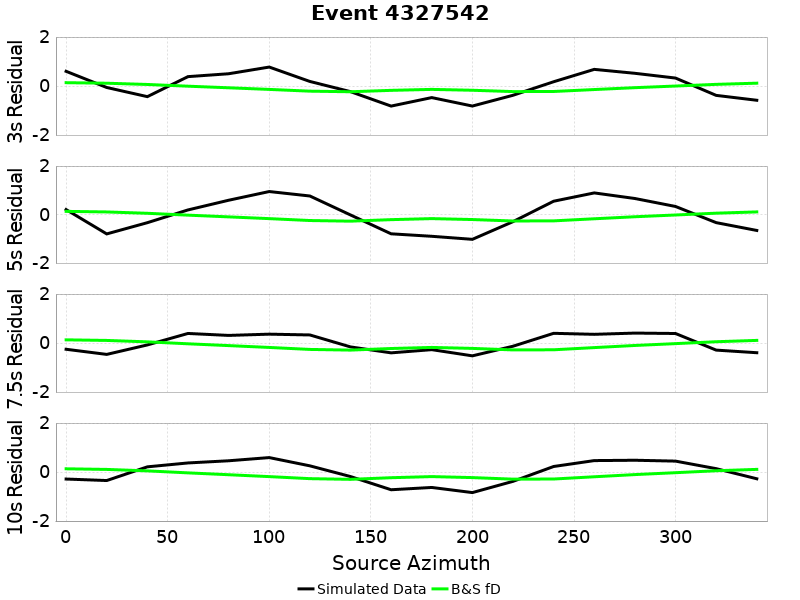 Event 4327542
3s Residual
2
0
-2
5s Residual
2
0
-2
7.5s Residual
2
0
-2
10s Residual
2
0
-2
0 50 100 150 200 250 300
Source Azimuth
Simulated Data B&S fD